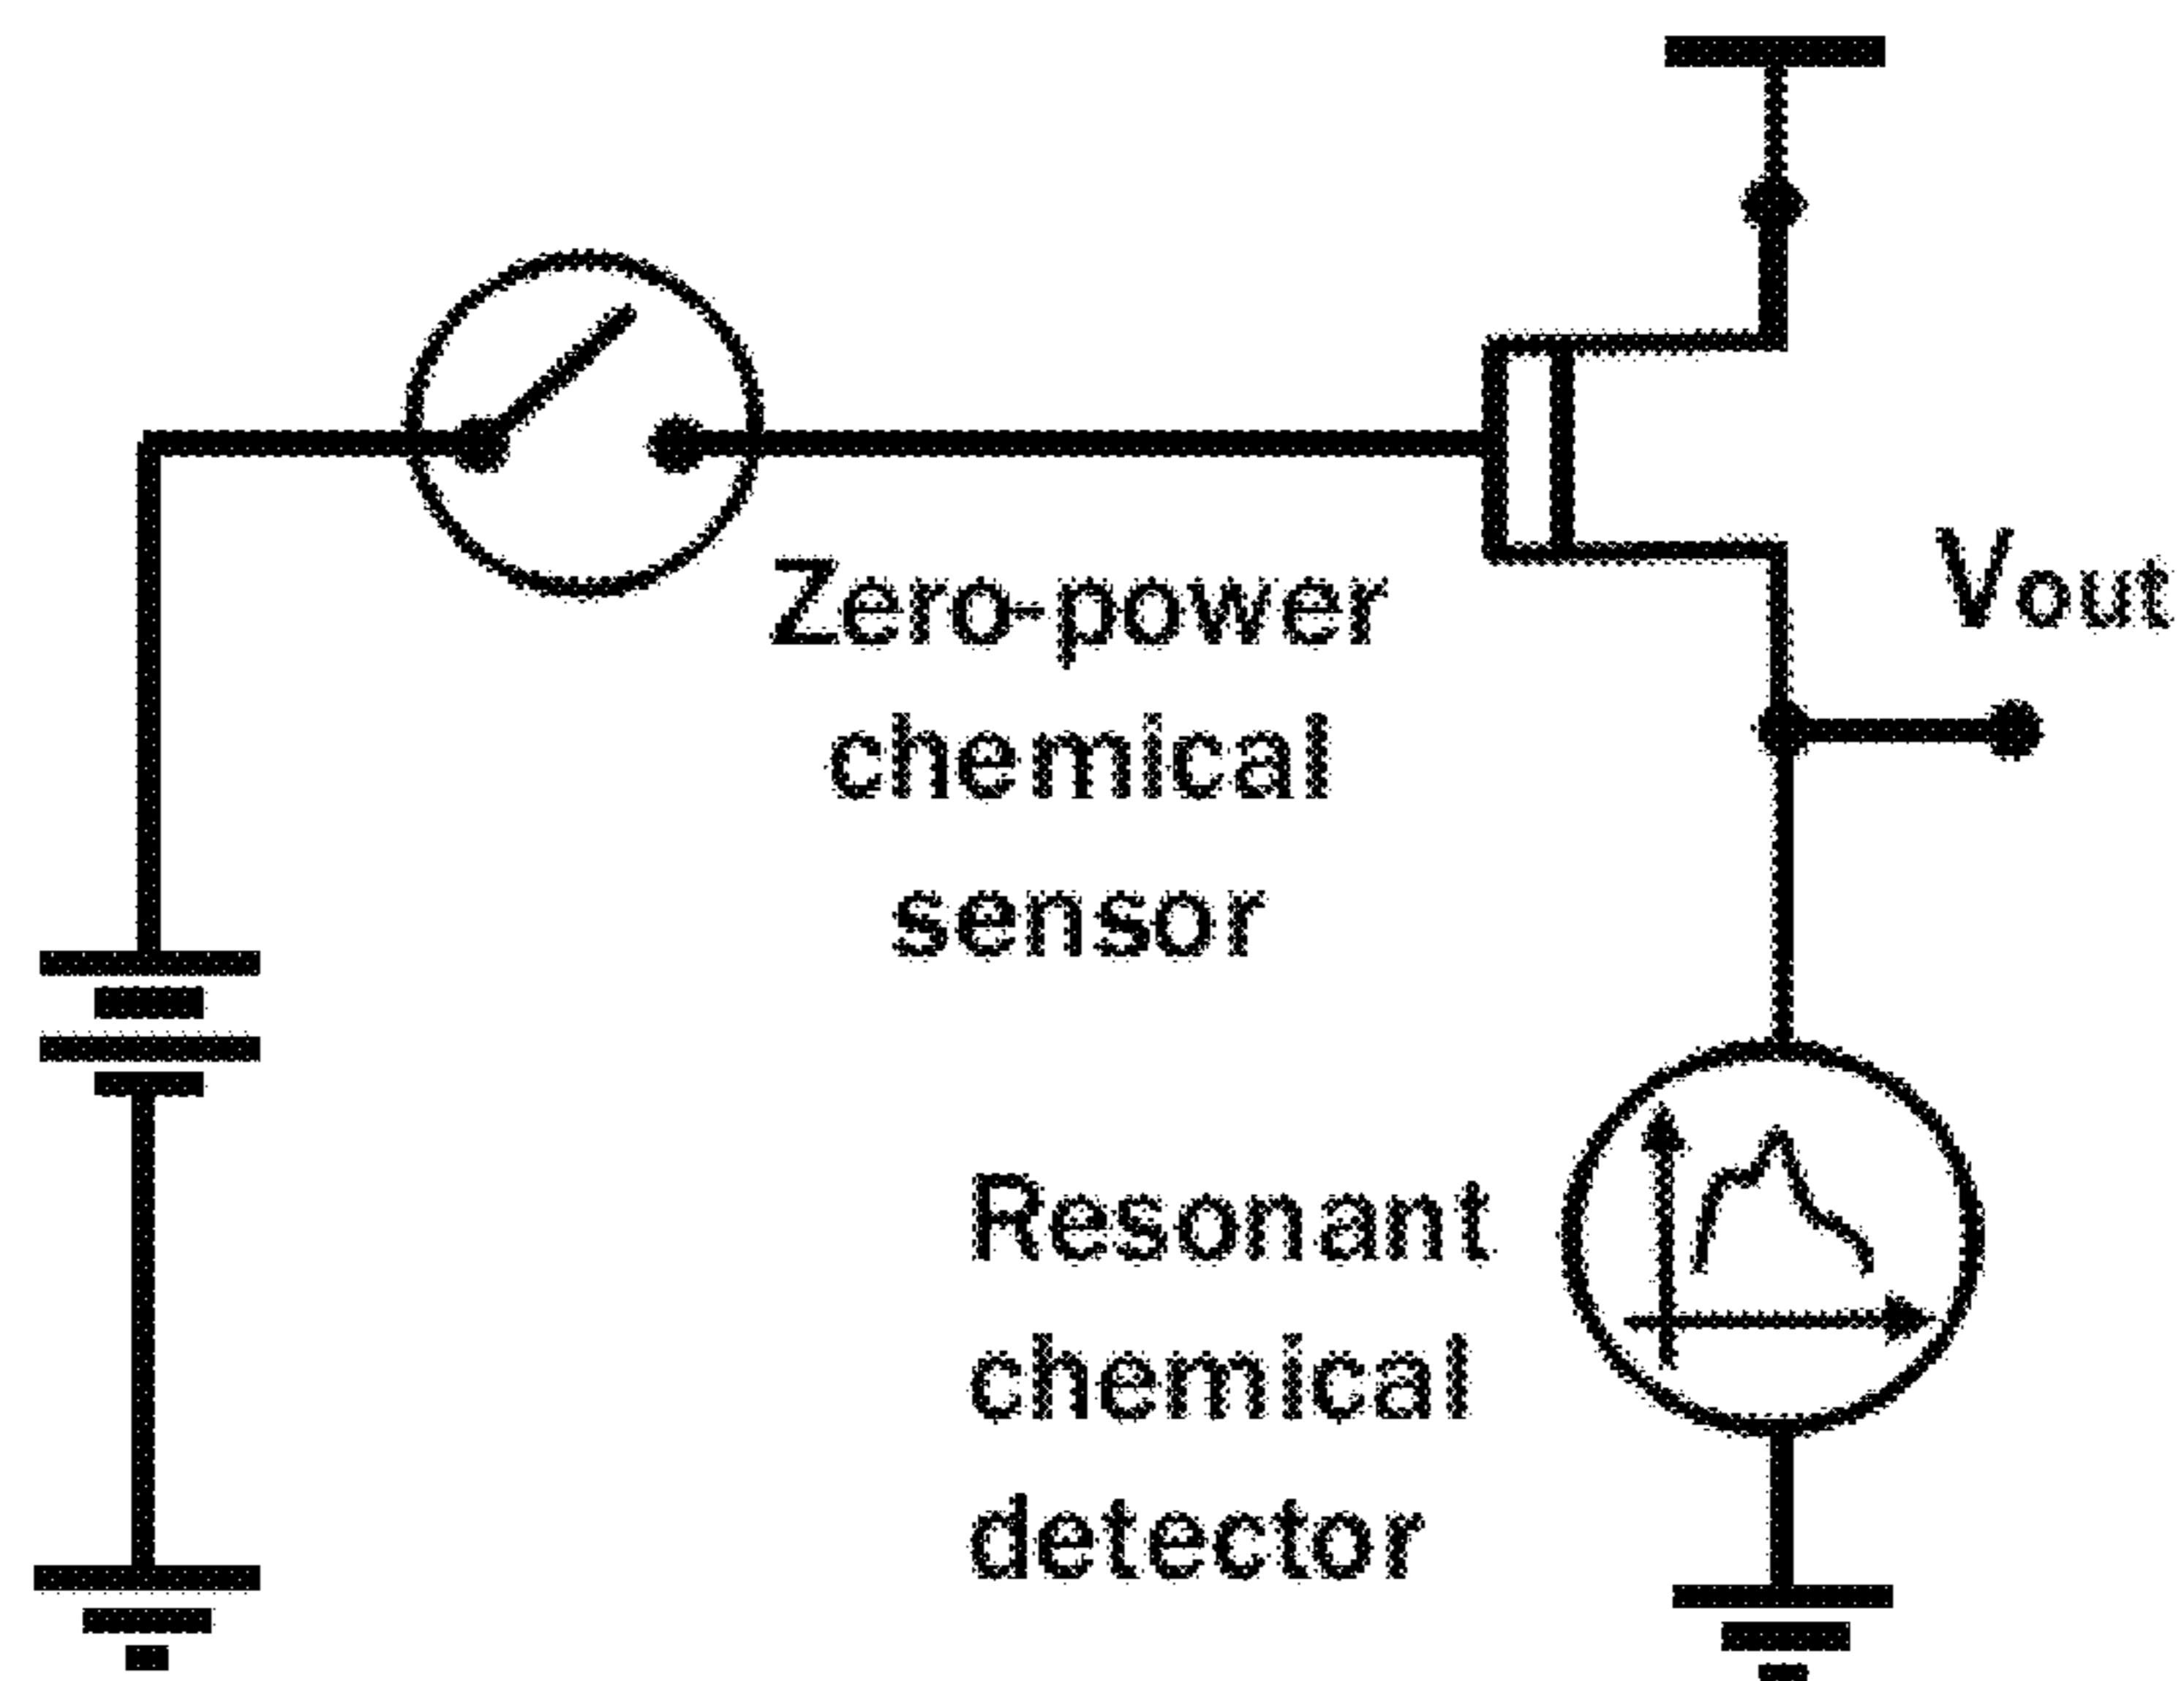 Zero-power
chemical
sensor
Vout
Resonant
chemical
detector